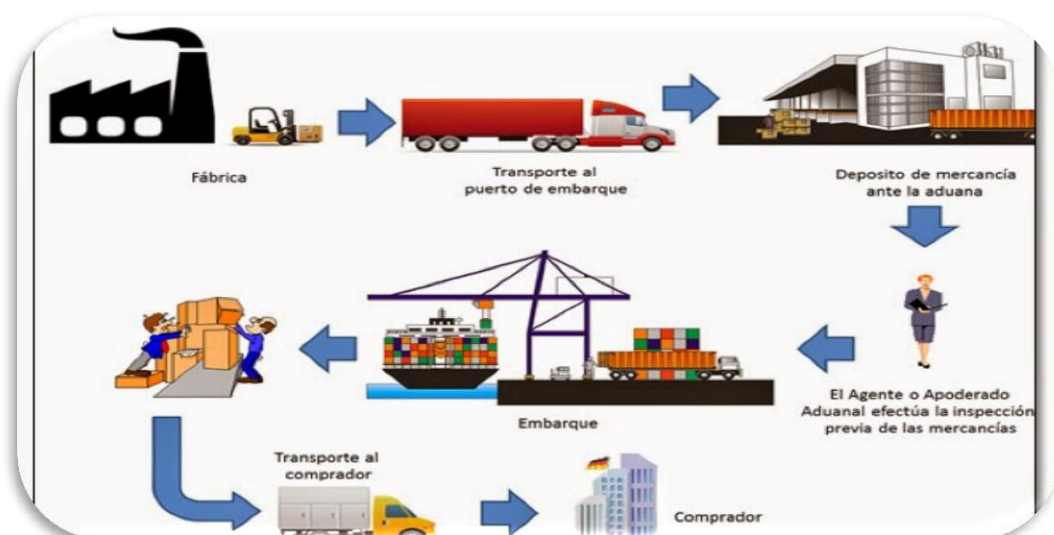 Fábrica
Transporte al
puerto de embarque
Deposito de mercancía
ante la aduana
El Agente o Apoderado
Aduanal efectúa la inspección
previa de las mercancías
Embarque
Transporte al
comprador
Comprador